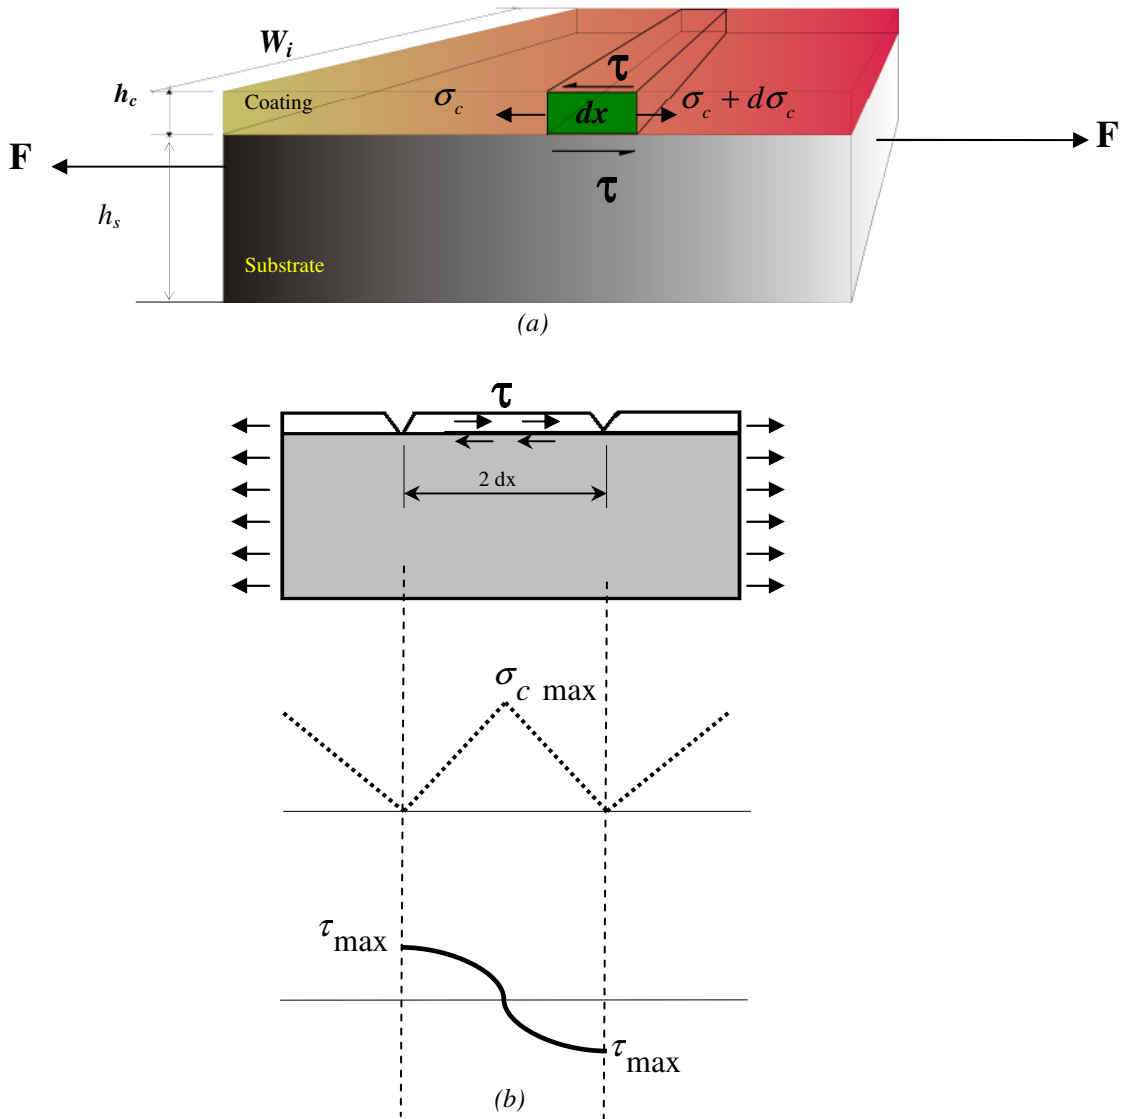 W_i
h_c
Coating
τ
σ_c
dx
σ_c + dσ_c
F
F
τ
h_s
Substrate
(a)
τ
2 dx
σ_c max
τ_max
τ_max
(b)